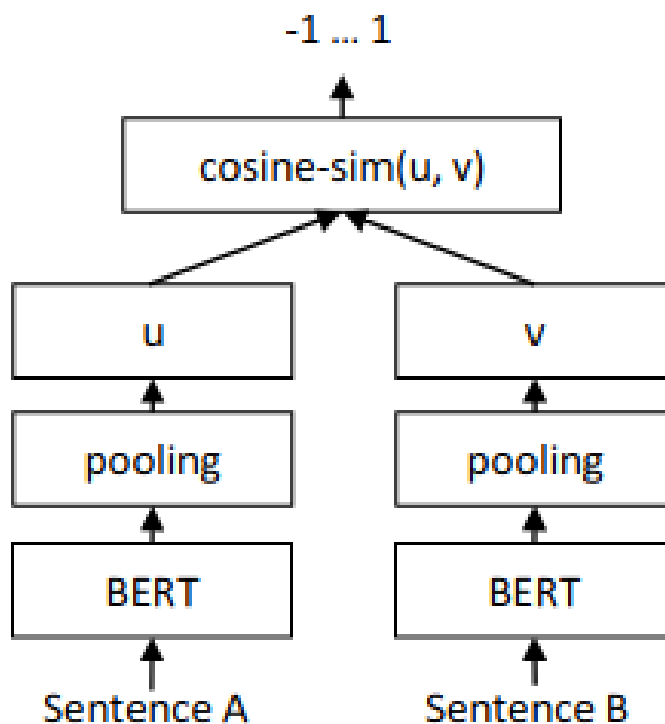 -1 … 1
cosine-sim(u, v)
u v
pooling pooling
BERT BERT
Sentence A Sentence B